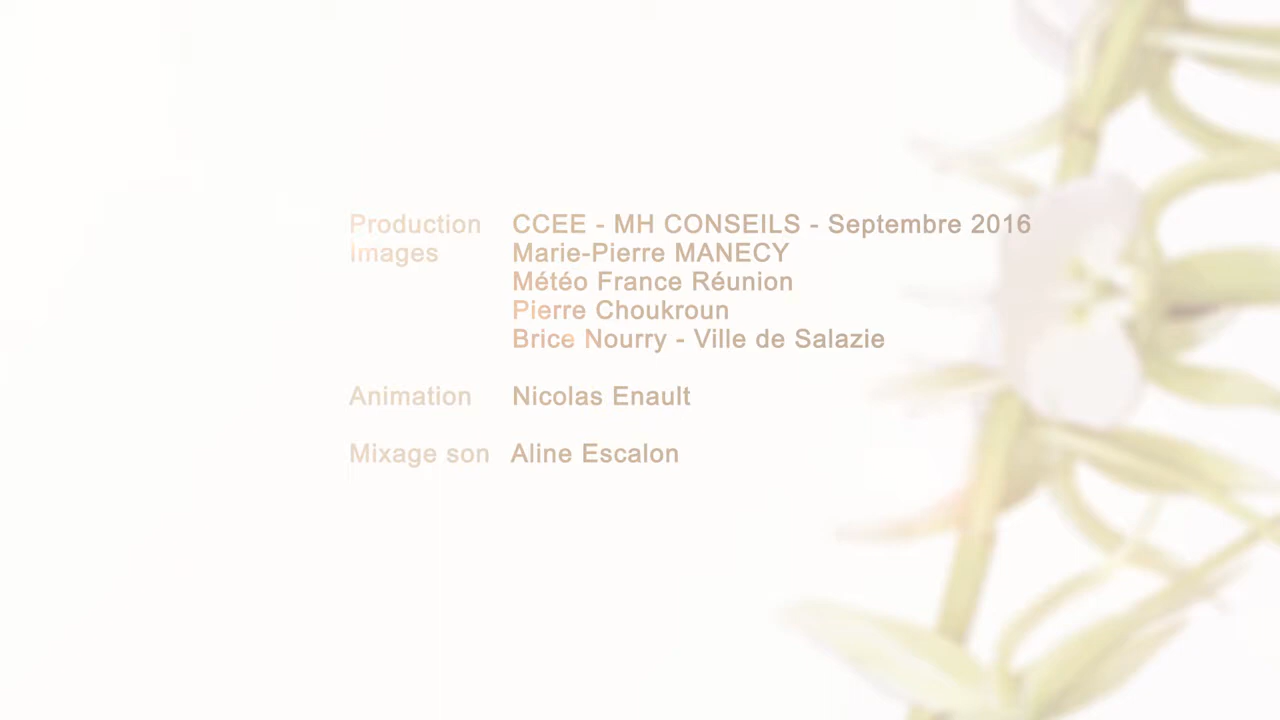 Production CCEE - MH CONSEILS - Septembre 2016
Images Marie-Pierre MANECY
Météo France Réunion
Pierre Choukroun
Brice Nourry - Ville de Salazie
Animation Nicolas Enault
Mixage son Aline Escalon